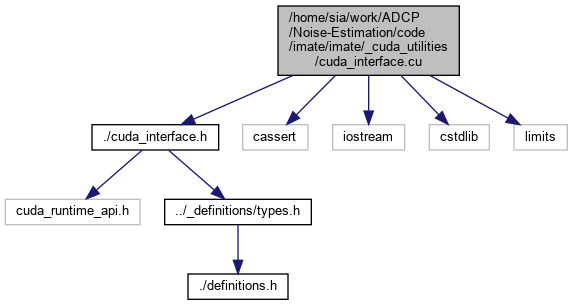 /home/sia/work/ADCP
/Noise-Estimation/code
/imate/imate/_cuda_utilities
/cuda_interface.cu
./cuda_interface.h
cassert
iostream
cstdlib
limits
cuda_runtime_api.h
../_definitions/types.h
./definitions.h